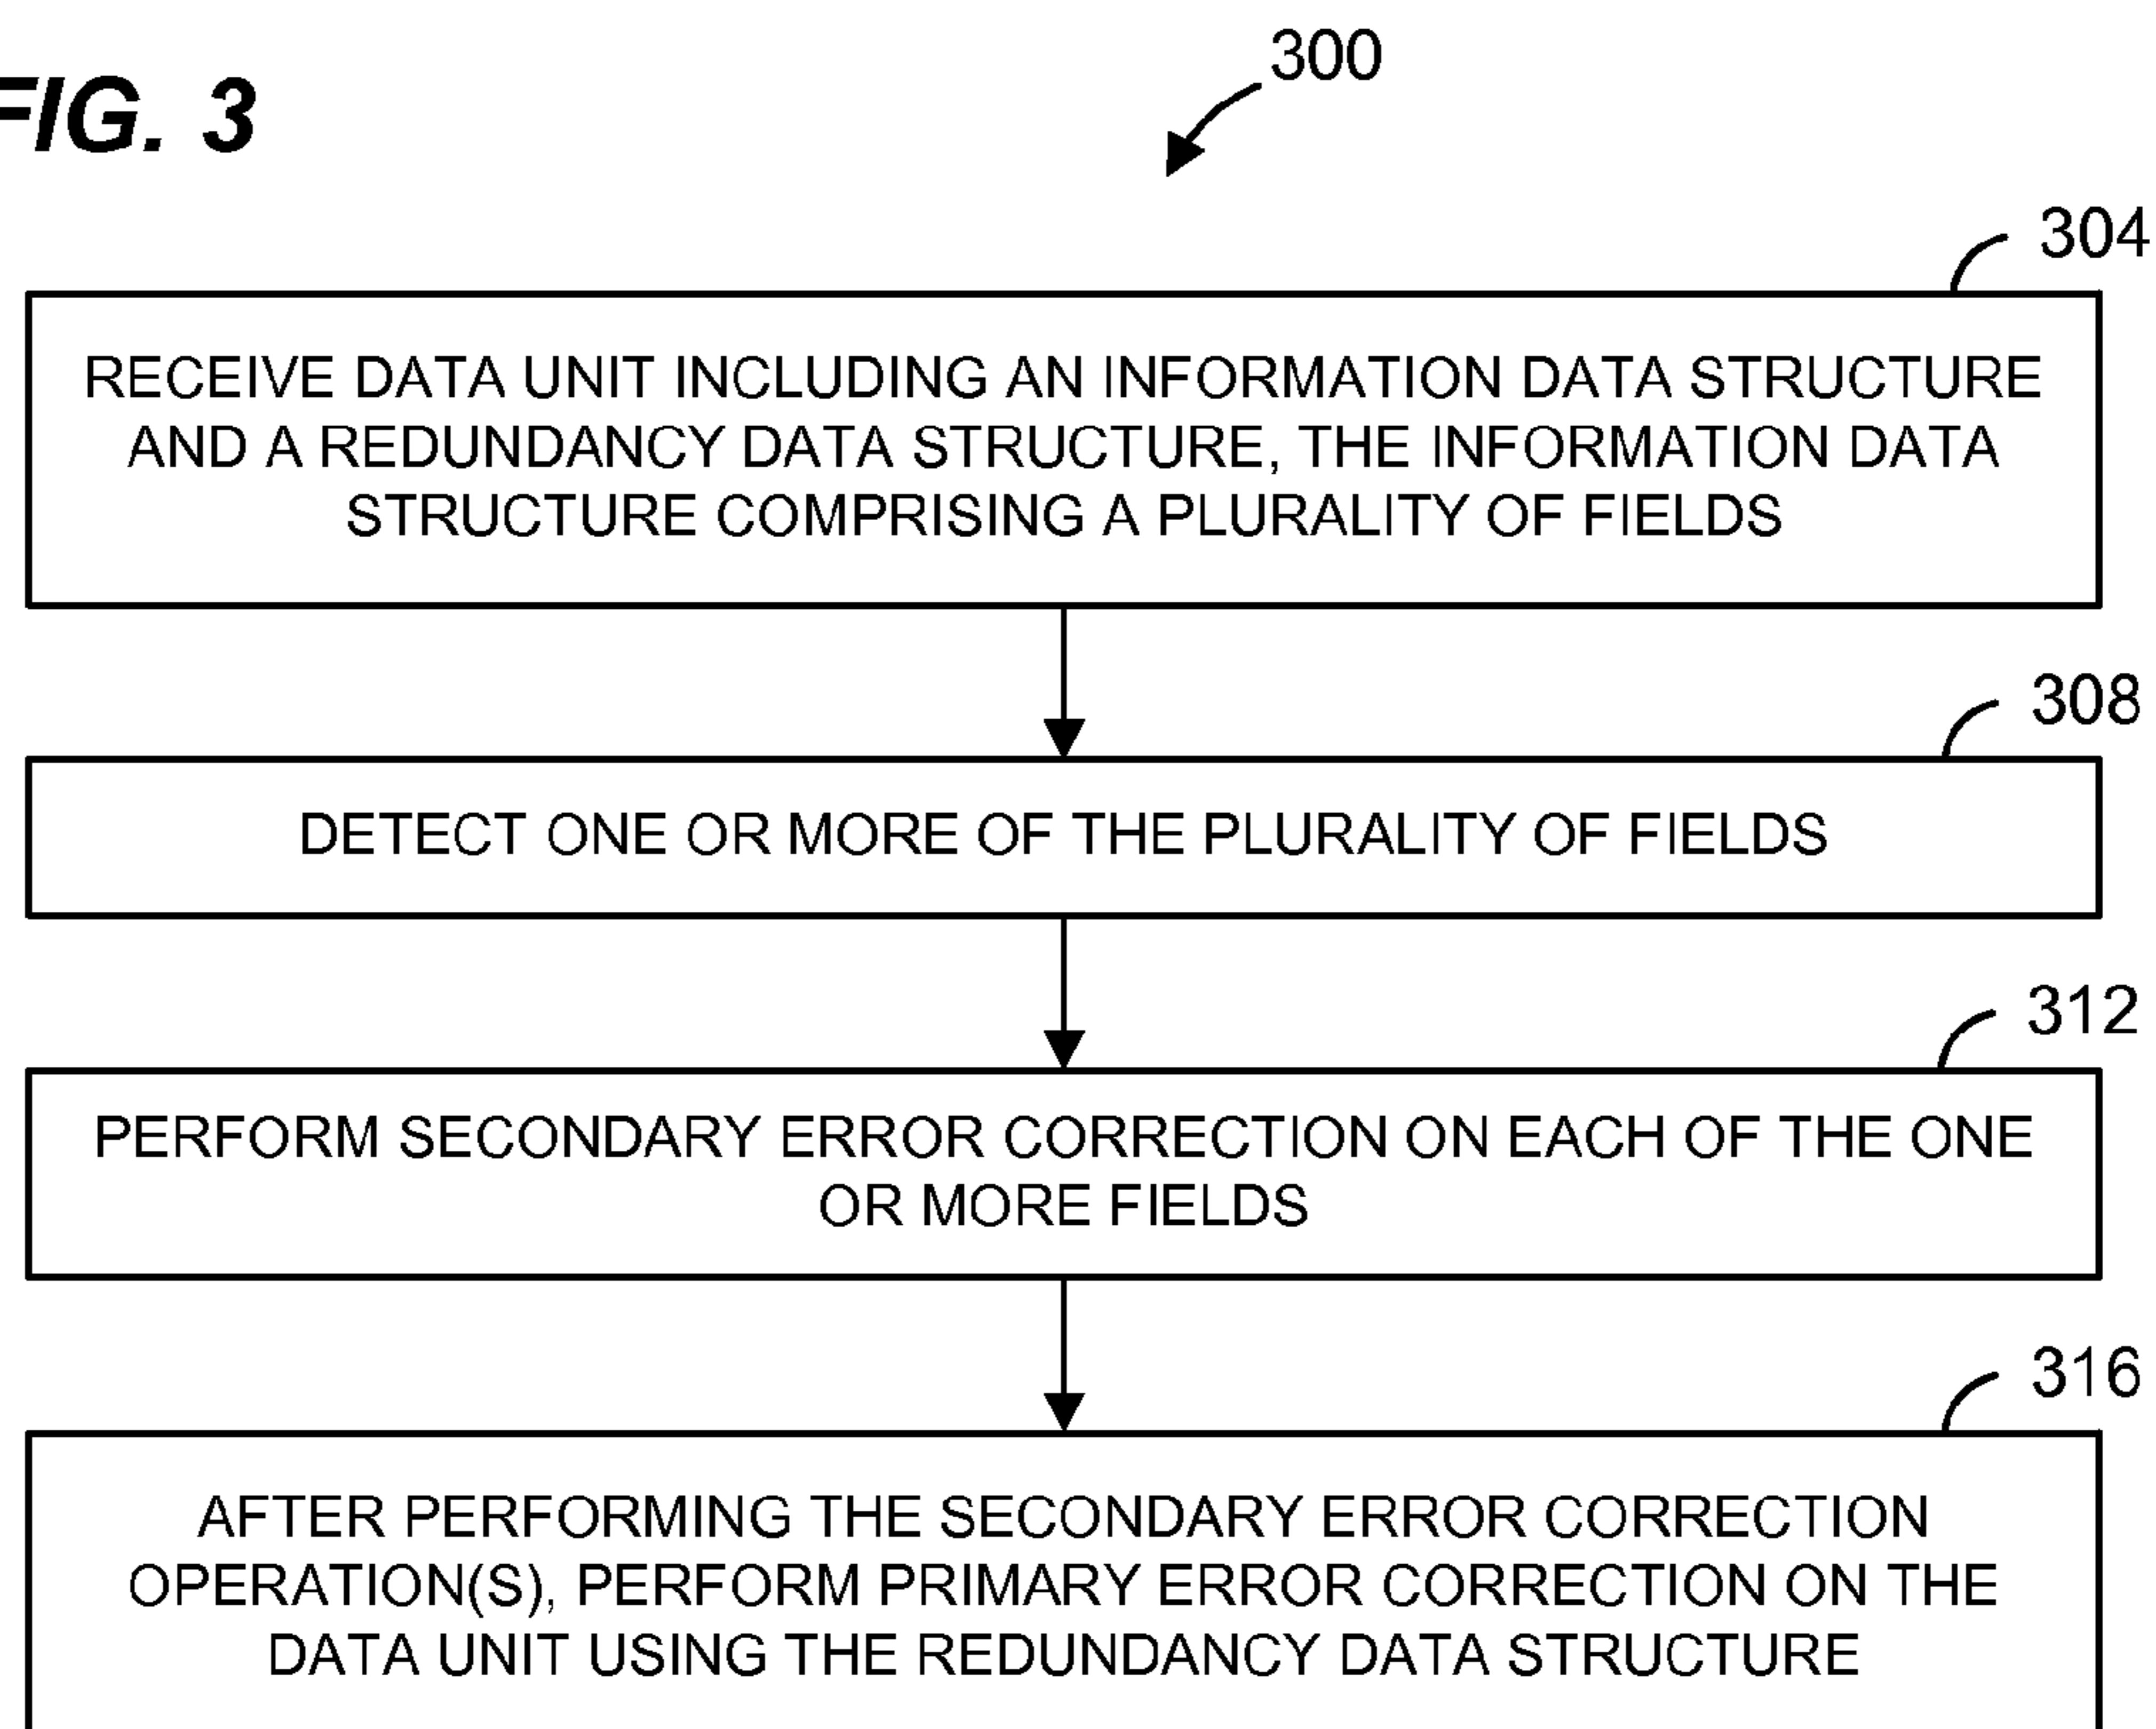 FIG. 3
300
304
RECEIVE DATA UNIT INCLUDING AN INFORMATION DATA STRUCTURE
AND A REDUNDANCY DATA STRUCTURE, THE INFORMATION DATA
STRUCTURE COMPRISING A PLURALITY OF FIELDS
308
DETECT ONE OR MORE OF THE PLURALITY OF FIELDS
312
PERFORM SECONDARY ERROR CORRECTION ON EACH OF THE ONE
OR MORE FIELDS
316
AFTER PERFORMING THE SECONDARY ERROR CORRECTION
OPERATION(S), PERFORM PRIMARY ERROR CORRECTION ON THE
DATA UNIT USING THE REDUNDANCY DATA STRUCTURE